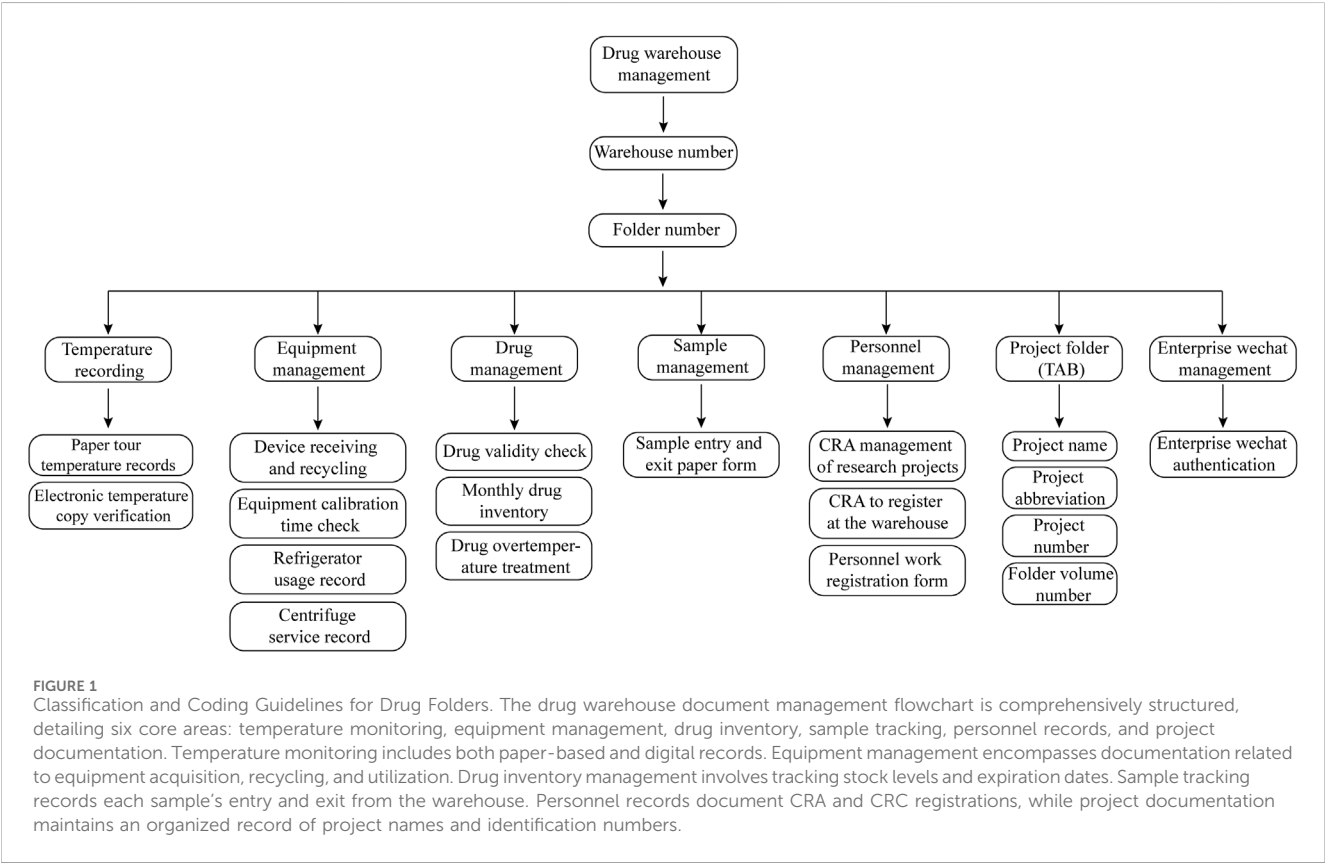 Drug warehouse
management
Warehouse number
Folder number
Temperature
recording
Equipment
management
Drug
management
Sample
management
Personnel
management
Project folder
(TAB)
Enterprise wechat
management
Paper tour
temperature records
Electronic temperature
copy verification
Device receiving
and recycling
Equipment calibration
time check
Refrigerator
usage record
Centrifuge
service record
Drug validity check
Monthly drug
inventory
Drug overtemper-
ature treatment
Sample entry and
exit paper form
CRA management
of research projects
CRA to register
at the warehouse
Personnel work
registration form
Project name
Project
abbreviation
Project
number
Folder volume
number
Enterprise wechat
authentication
FIGURE 1
Classification and Coding Guidelines for Drug Folders. The drug warehouse document management flowchart is comprehensively structured,
detailing six core areas: temperature monitoring, equipment management, drug inventory, sample tracking, personnel records, and project
documentation. Temperature monitoring includes both paper-based and digital records. Equipment management encompasses documentation related
to equipment acquisition, recycling, and utilization. Drug inventory management involves tracking stock levels and expiration dates. Sample tracking
records each sample's entry and exit from the warehouse. Personnel records document CRA and CRC registrations, while project documentation
maintains an organized record of project names and identification numbers.